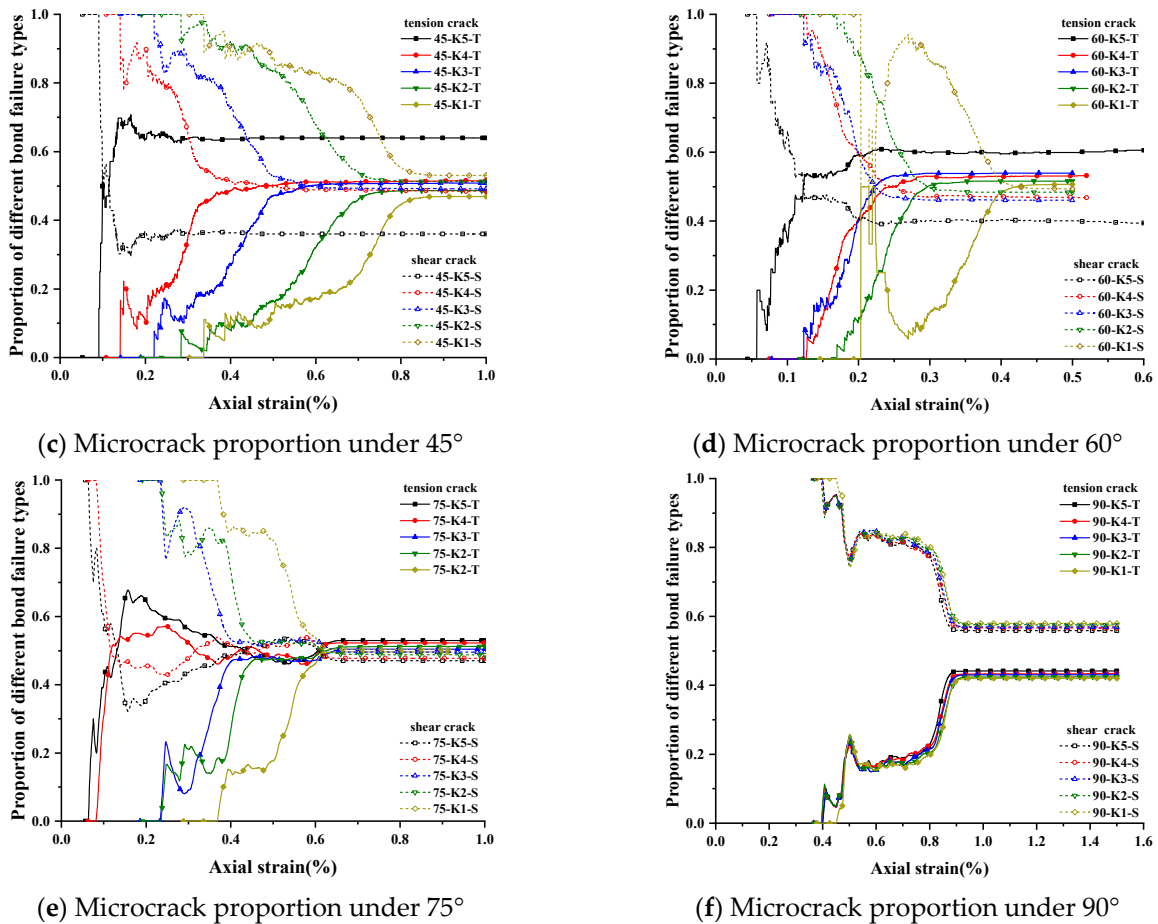 Proportion of different bond failure types
1.0
0.8
0.6
0.4
0.2
0.0
tension crack
45-K5-T
45-K4-T
45-K3-T
45-K2-T
45-K1-T
shear crack
45-K5-S
45-K4-S
45-K3-S
45-K2-S
45-K1-S
0.0 0.2 0.4 0.6 0.8 1.0
Axial strain(%)
(c) Microcrack proportion under 45°
Proportion of different bond failure types
1.0
0.8
0.6
0.4
0.2
0.0
tension crack
60-K5-T
60-K4-T
60-K3-T
60-K2-T
60-K1-T
shear crack
60-K5-S
60-K4-S
60-K3-S
60-K2-S
60-K1-S
0.0 0.1 0.2 0.3 0.4 0.5 0.6
Axial strain(%)
(d) Microcrack proportion under 60°
Proportion of different bond failure types
1.0
0.8
0.6
0.4
0.2
0.0
tension crack
75-K5-T
75-K4-T
75-K3-T
75-K2-T
75-K2-T
shear crack
75-K5-S
75-K4-S
75-K3-S
75-K2-S
75-K1-S
0.0 0.2 0.4 0.6 0.8 1.0
Axial strain(%)
(e) Microcrack proportion under 75°
Proportion of different bond failure types
1.0
0.8
0.6
0.4
0.2
0.0
tension crack
90-K5-T
90-K4-T
90-K3-T
90-K2-T
90-K1-T
shear crack
90-K5-S
90-K4-S
90-K3-S
90-K2-S
90-K1-S
0.0 0.2 0.4 0.6 0.8 1.0 1.2 1.4 1.6
Axial strain(%)
(f) Microcrack proportion under 90°